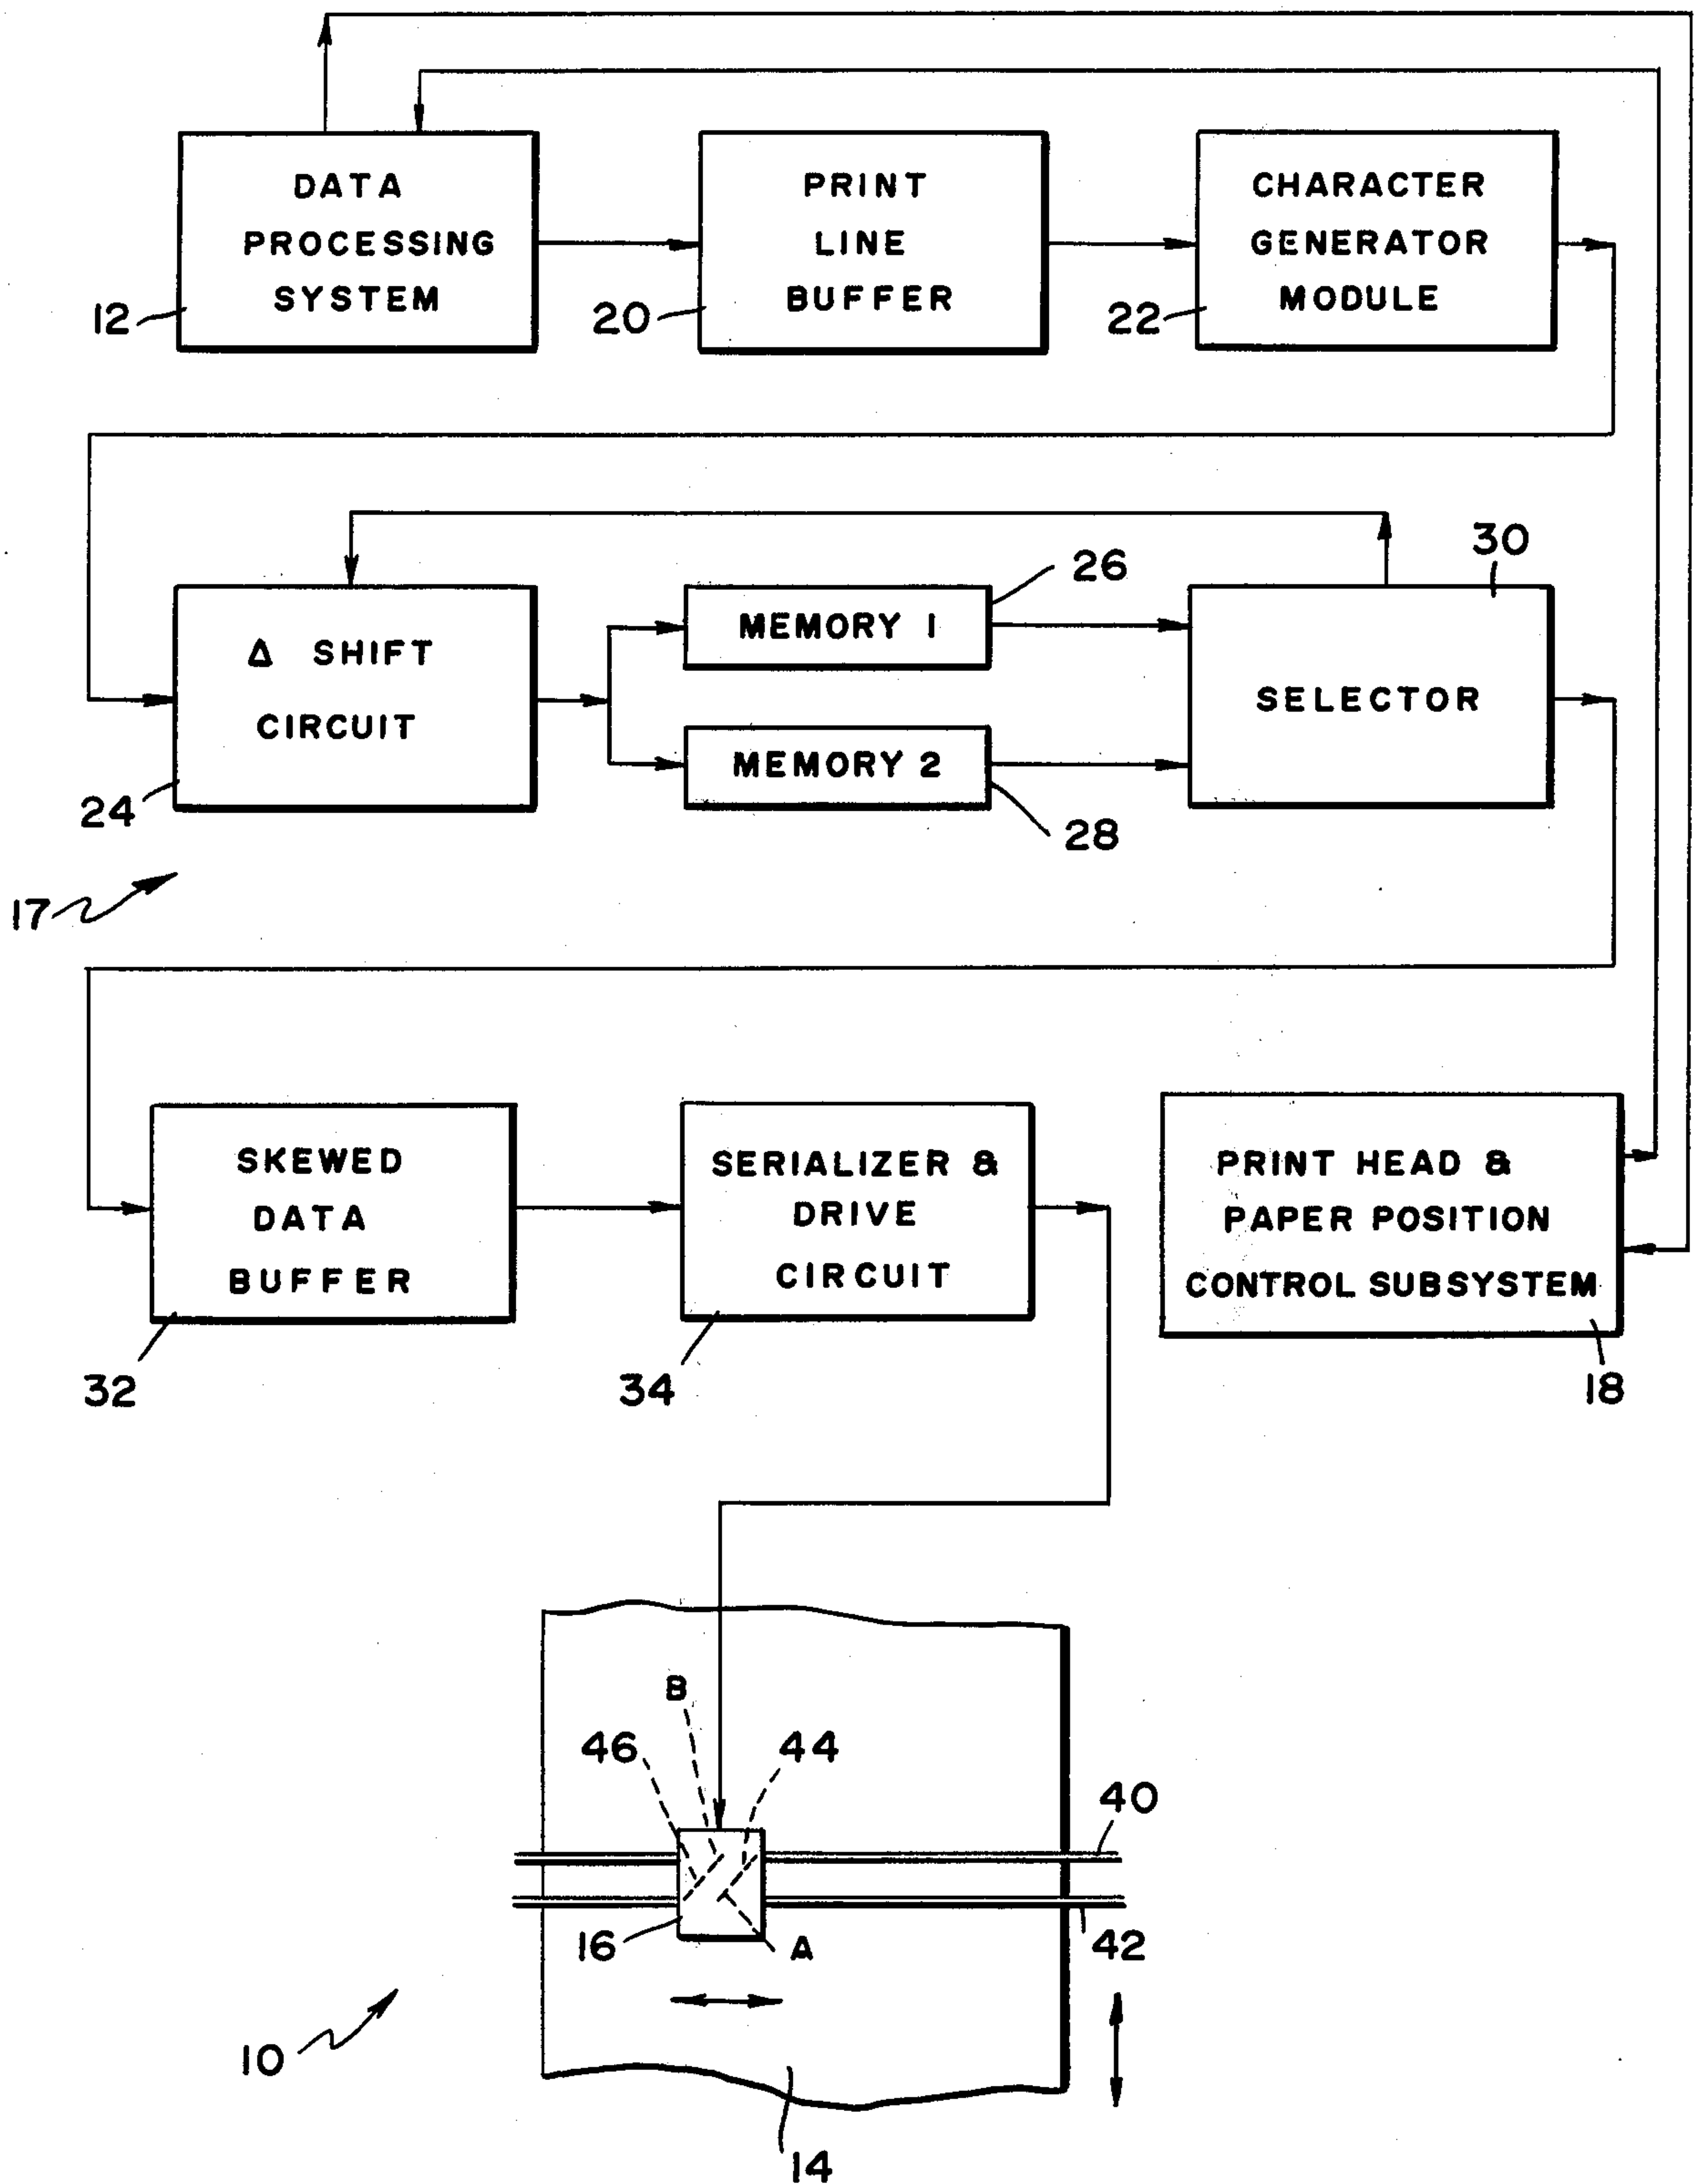 DATA
PROCESSING
SYSTEM
12
PRINT
LINE
BUFFER
20
CHARACTER
GENERATOR
MODULE
22
Δ SHIFT
CIRCUIT
24
MEMORY 1
26
MEMORY 2
28
30
SELECTOR
17
SKEWED
DATA
BUFFER
32
SERIALIZER &
DRIVE
CIRCUIT
34
PRINT HEAD &
PAPER POSITION
CONTROL SUBSYSTEM
18
B
46
44
40
16
A
42
10
14